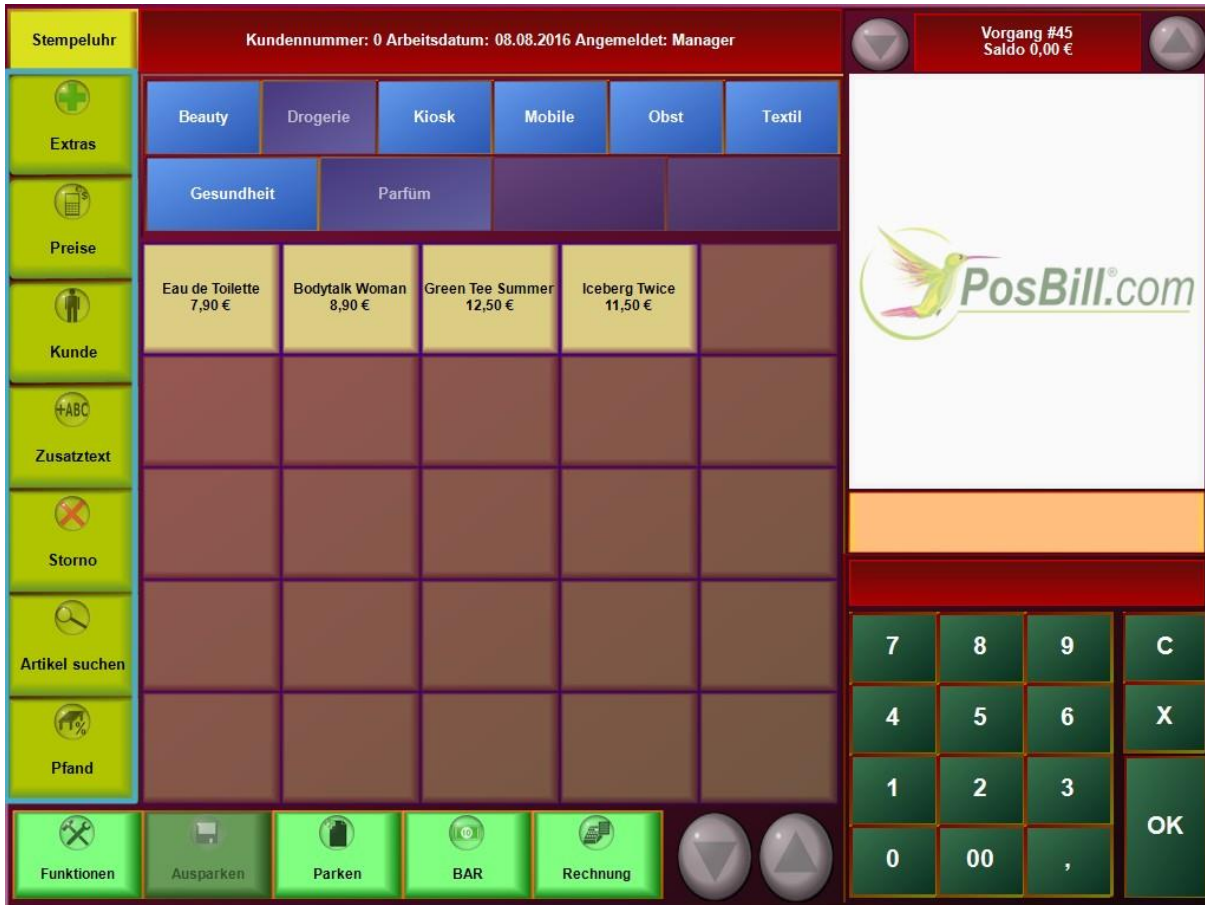 Stempeluhr
Kundennummer: 0 Arbeitsdatum: 08.08.2016 Angemeldet: Manager
Vorgang #45
Saldo 0,00 €
Extras
Preise
Kunde
+ABC
Zusatztext
Storno
Artikel suchen
Pfand
Beauty
Drogerie
Kiosk
Mobile
Obst
Textil
Gesundheit
Parfüm
Eau de Toilette
7,90 €
Bodytalk Woman
8,90 €
Green Tee Summer
12,50 €
Iceberg Twice
11,50 €
PosBill.®com
7
8
9
C
4
5
6
X
1
2
3
OK
0
00
,
Funktionen
Ausparken
Parken
BAR
Rechnung